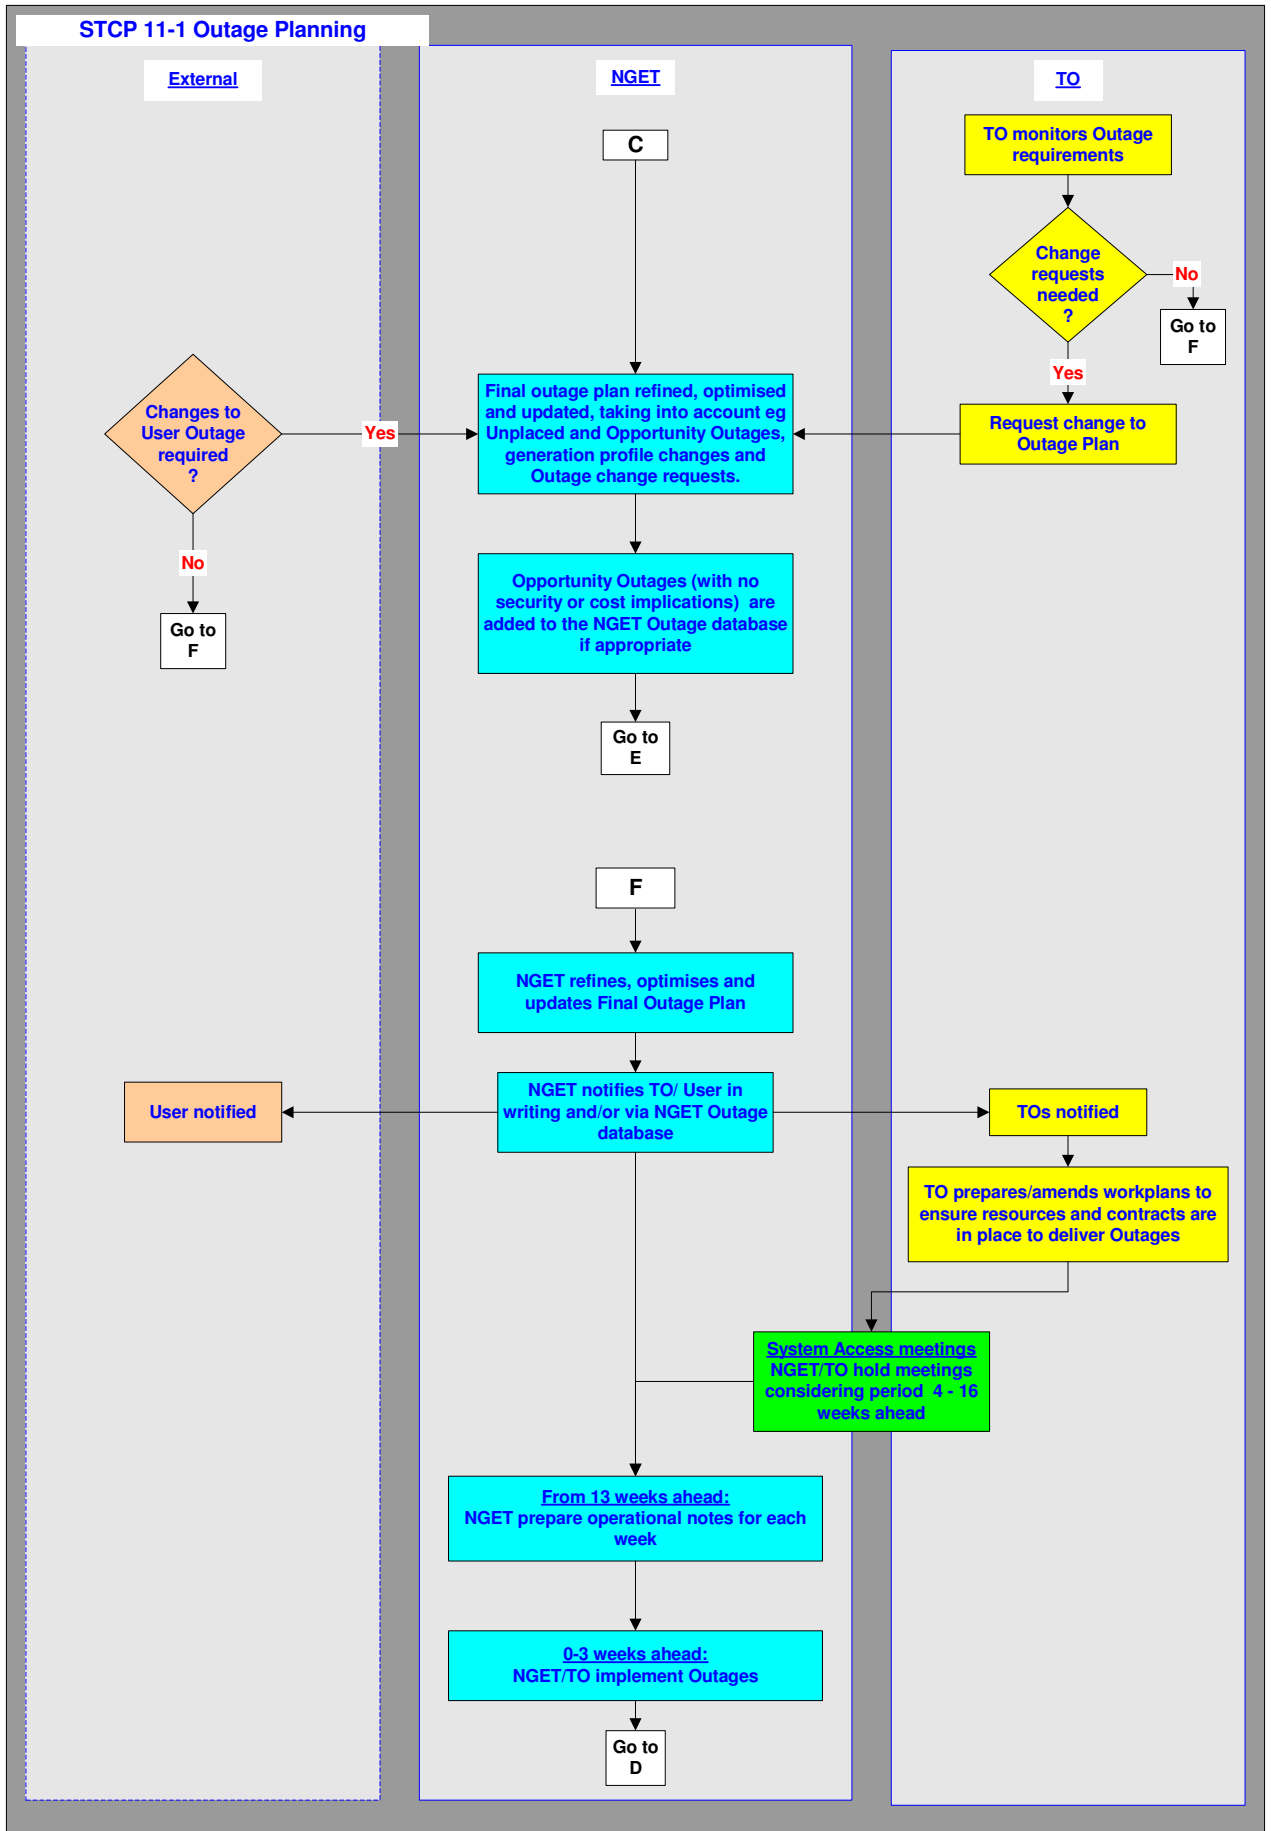 STCP 11-1 Outage Planning
External
NGET
TO
C
TO monitors Outage
requirements
Change
requests
needed
?
No
Go to
F
Yes
Request change to
Outage Plan
Changes to
User Outage
required
?
Yes
No
Go to
F
Final outage plan refined, optimised
and updated, taking into account eg
Unplaced and Opportunity Outages,
generation profile changes and
Outage change requests.
Opportunity Outages (with no
security or cost implications)  are
added to the NGET Outage database
if appropriate
Go to
E
F
NGET refines, optimises and
updates Final Outage Plan
NGET notifies TO/ User in
writing and/or via NGET Outage
database
User notified
TOs notified
TO prepares/amends workplans to
ensure resources and contracts are
in place to deliver Outages
System Access meetings
NGET/TO hold meetings
considering period  4 - 16
weeks ahead
From 13 weeks ahead:
NGET prepare operational notes for each
week
0-3 weeks ahead:
NGET/TO implement Outages
Go to
D